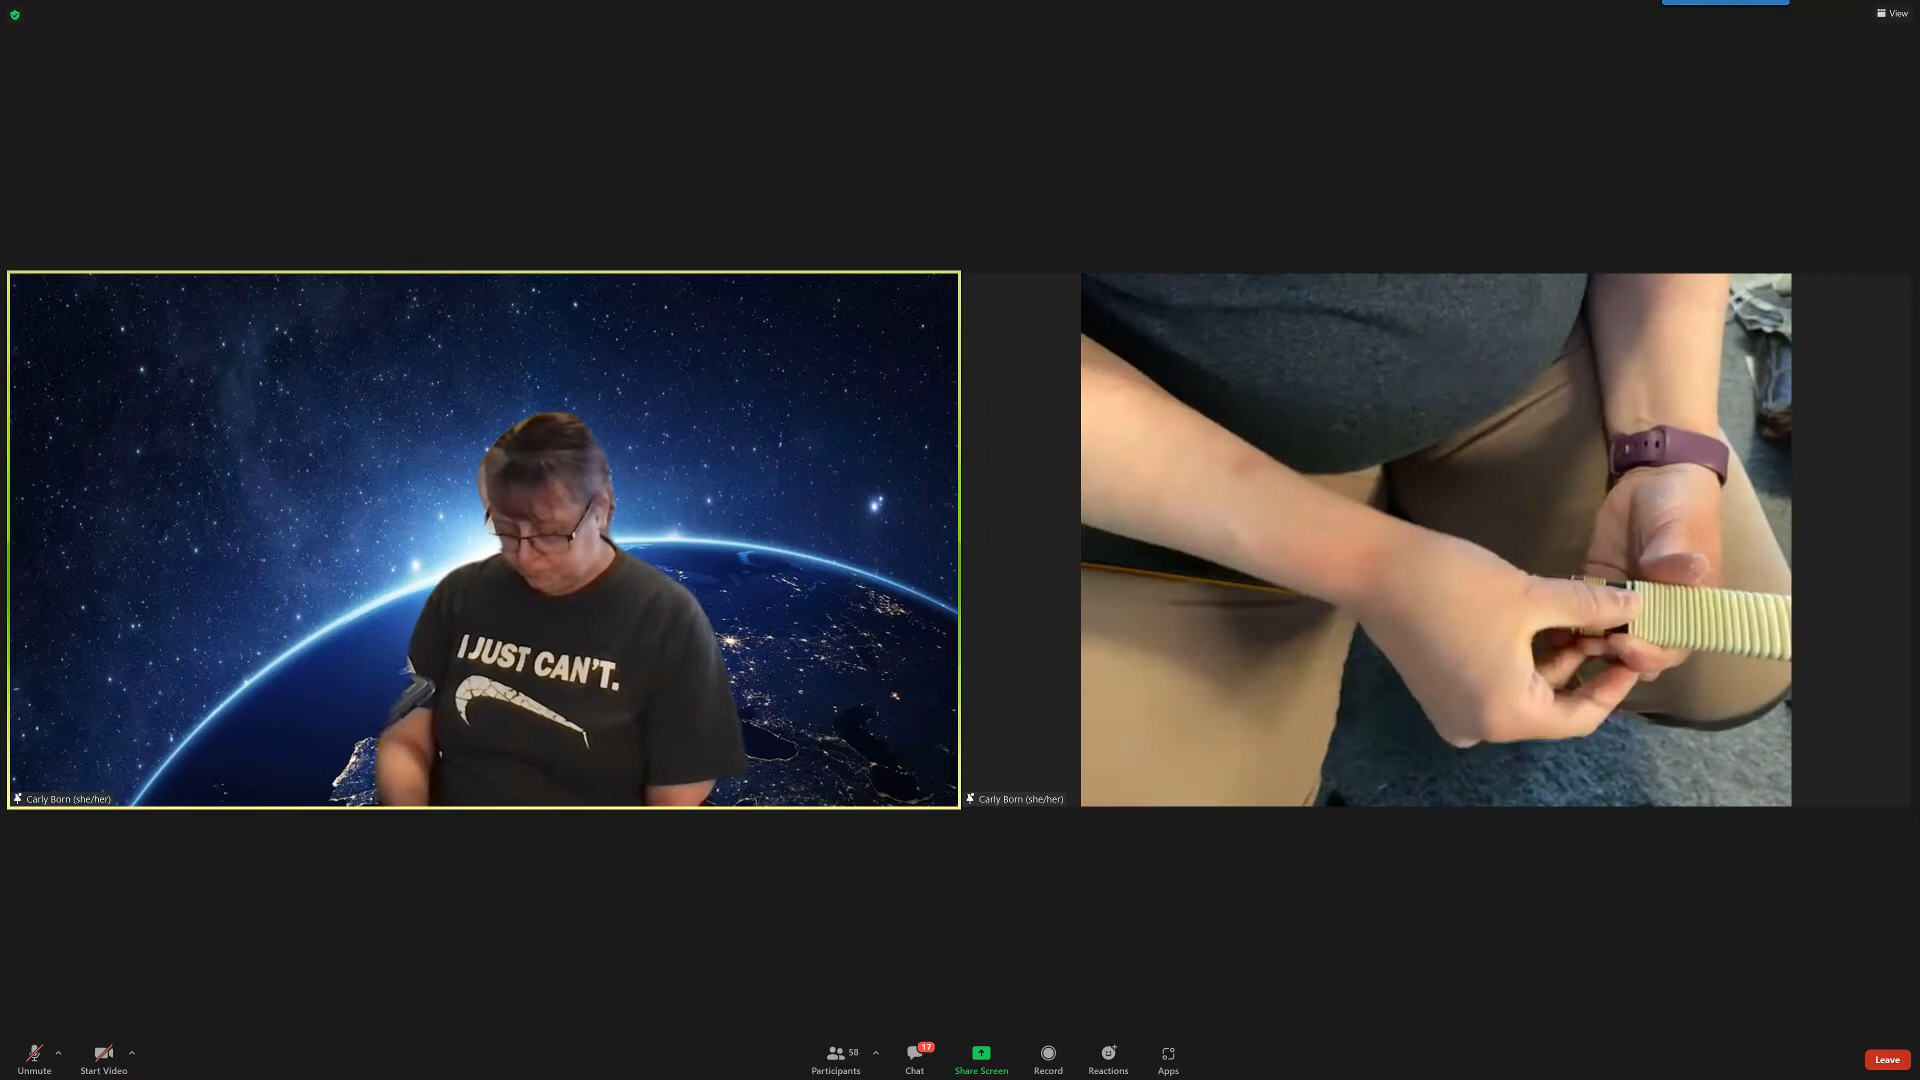 View
I JUST CAN'T.
Carly Born (she/her)
Carly Born (she/her)
Unmute
Start Video
58
Participants
17
Chat
Share Screen
Record
Reactions
Apps
Leave